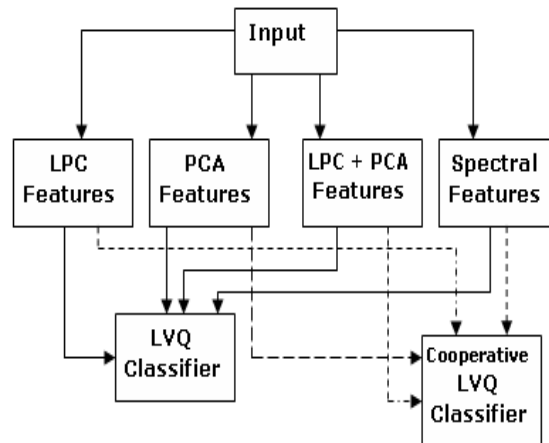 Input
LPC
Features
PCA
Features
LPC + PCA
Features
Spectral
Features
LVQ
Classifier
Cooperative
LVQ
Classifier